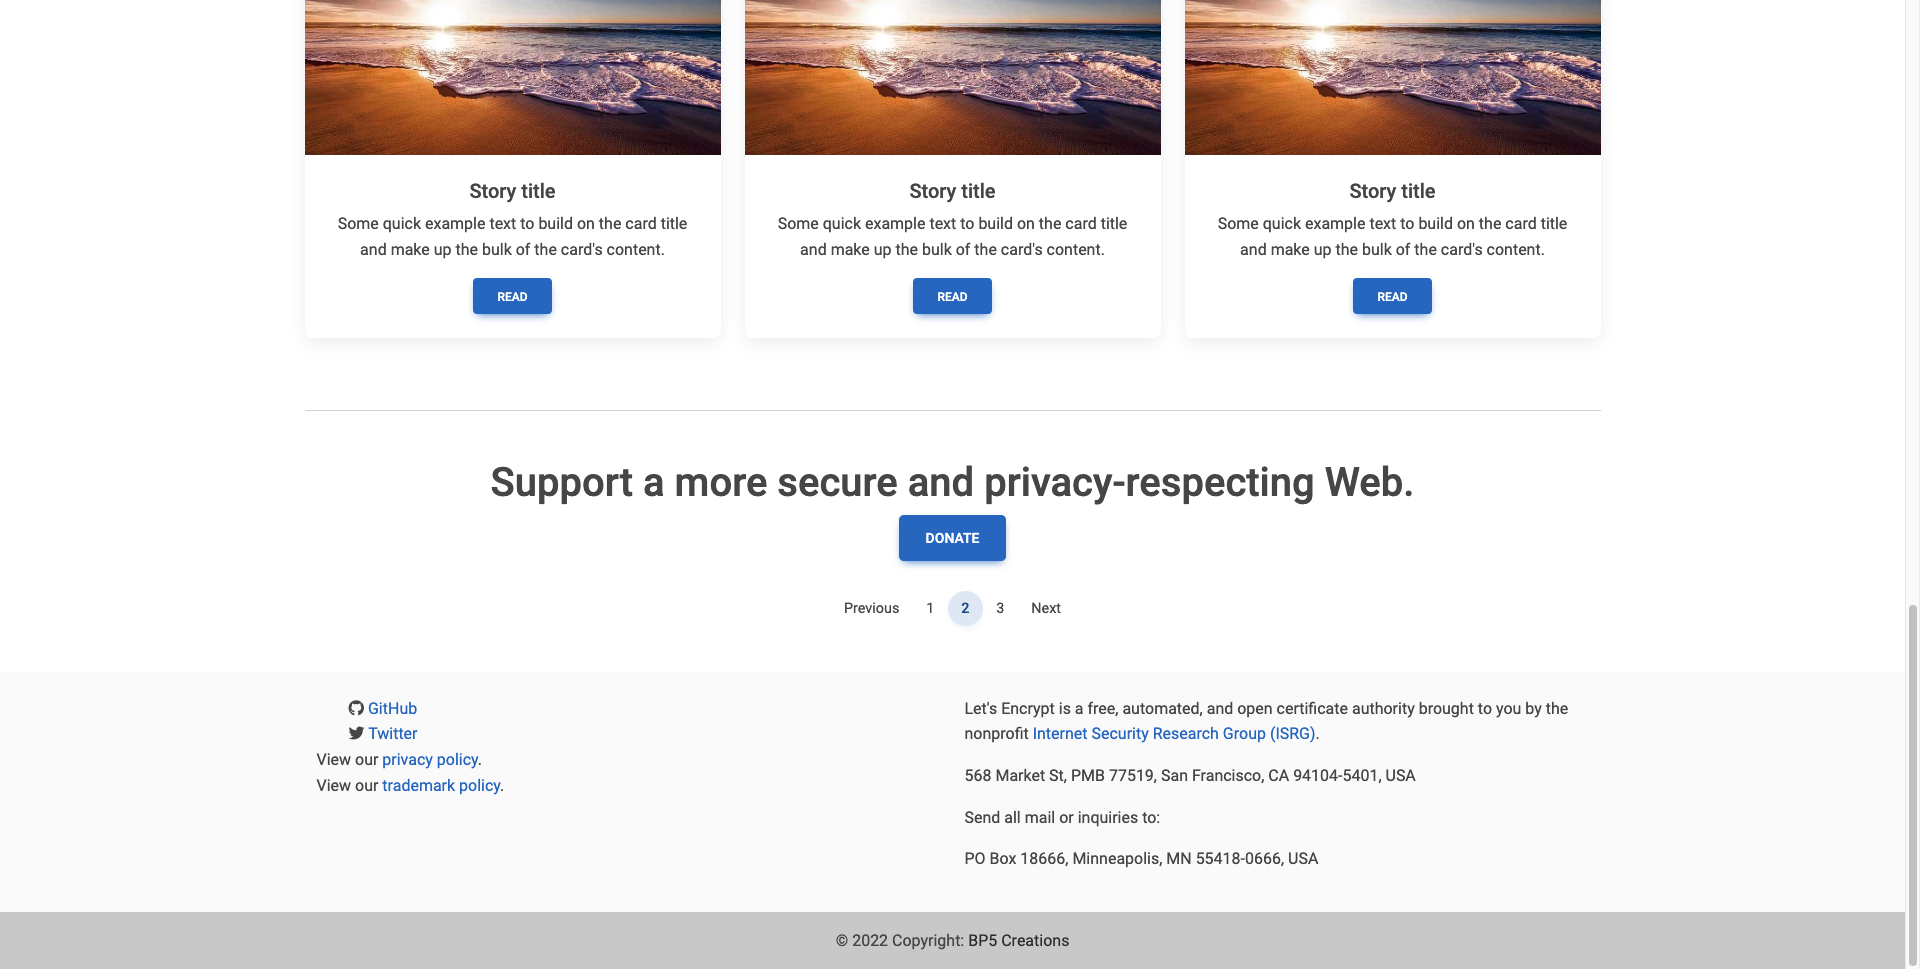 Story title
Some quick example text to build on the card title
and make up the bulk of the card's content.
READ
Story title
Some quick example text to build on the card title
and make up the bulk of the card's content.
READ
Story title
Some quick example text to build on the card title
and make up the bulk of the card's content.
READ
Support a more secure and privacy-respecting Web.
DONATE
Previous 1 2 3 Next
GitHub
Twitter
View our privacy policy.
View our trademark policy.
Let's Encrypt is a free, automated, and open certificate authority brought to you by the
nonprofit Internet Security Research Group (ISRG).
568 Market St, PMB 77519, San Francisco, CA 94104-5401, USA
Send all mail or inquiries to:
PO Box 18666, Minneapolis, MN 55418-0666, USA
© 2022 Copyright: BP5 Creations